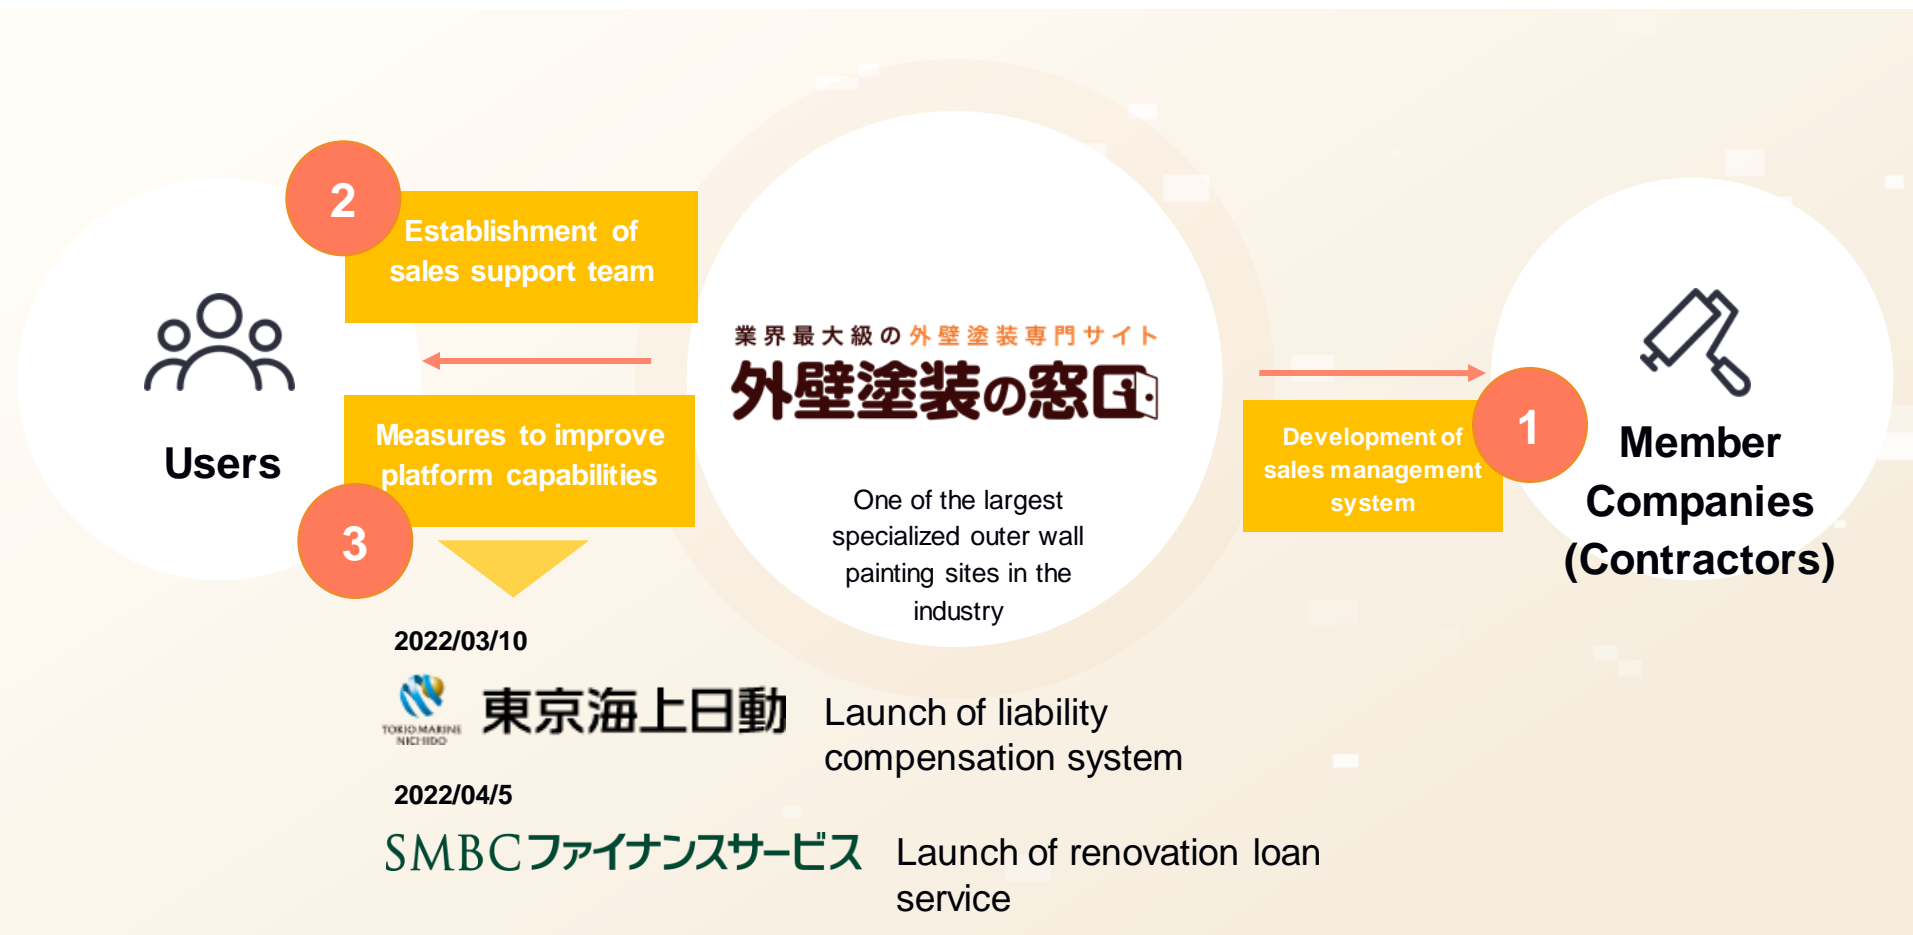 2
Establishment of
sales support team
Users
Measures to improve
platform capabilities
3
業界最大級の外壁塗装専門サイト
外壁塗装の窓口
One of the largest
specialized outer wall
painting sites in the
industry
Development of
sales management
system
1
Member
Companies
(Contractors)
2022/03/10
TOKIO MARINE
NICHIDO
東京海上日動
Launch of liability
compensation system
2022/04/5
SMBCファイナンスサービス
Launch of renovation loan
service